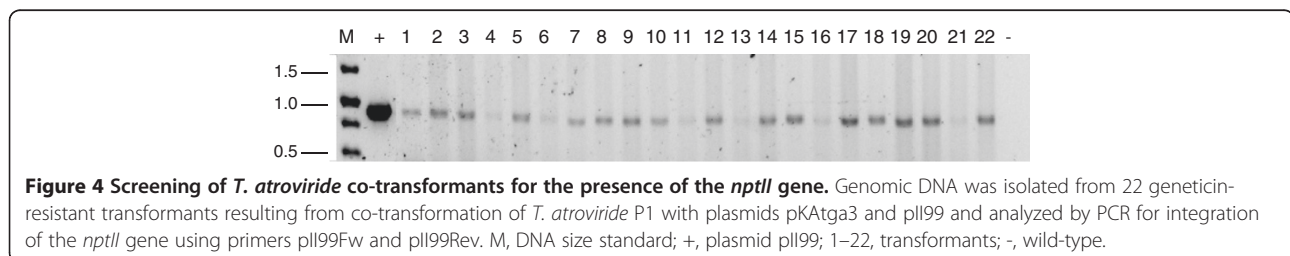 M + 1 2 3 4 5 6 7 8 9 10 11 12 13 14 15 16 17 18 19 20 21 22 -
1.5
1.0
0.5
Figure 4 Screening of T. atroviride co-transformants for the presence of the nptII gene. Genomic DNA was isolated from 22 geneticin-
resistant transformants resulting from co-transformation of T. atroviride P1 with plasmids pKAtga3 and pII99 and analyzed by PCR for integration
of the nptII gene using primers pII99Fw and pII99Rev. M, DNA size standard; +, plasmid pII99; 1–22, transformants; -, wild-type.